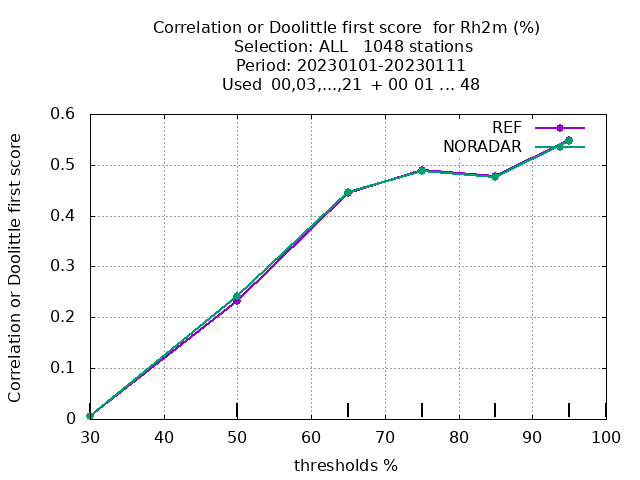 Correlation or Doolittle first score  for Rh2m (%)
Selection: ALL   1048 stations
Period: 20230101-20230111
Used  00,03,...,21  + 00 01 ... 48
REF
NORADAR
Correlation or Doolittle first score
0.6
0.5
0.4
0.3
0.2
0.1
0
30 40 50 60 70 80 90 100
thresholds %